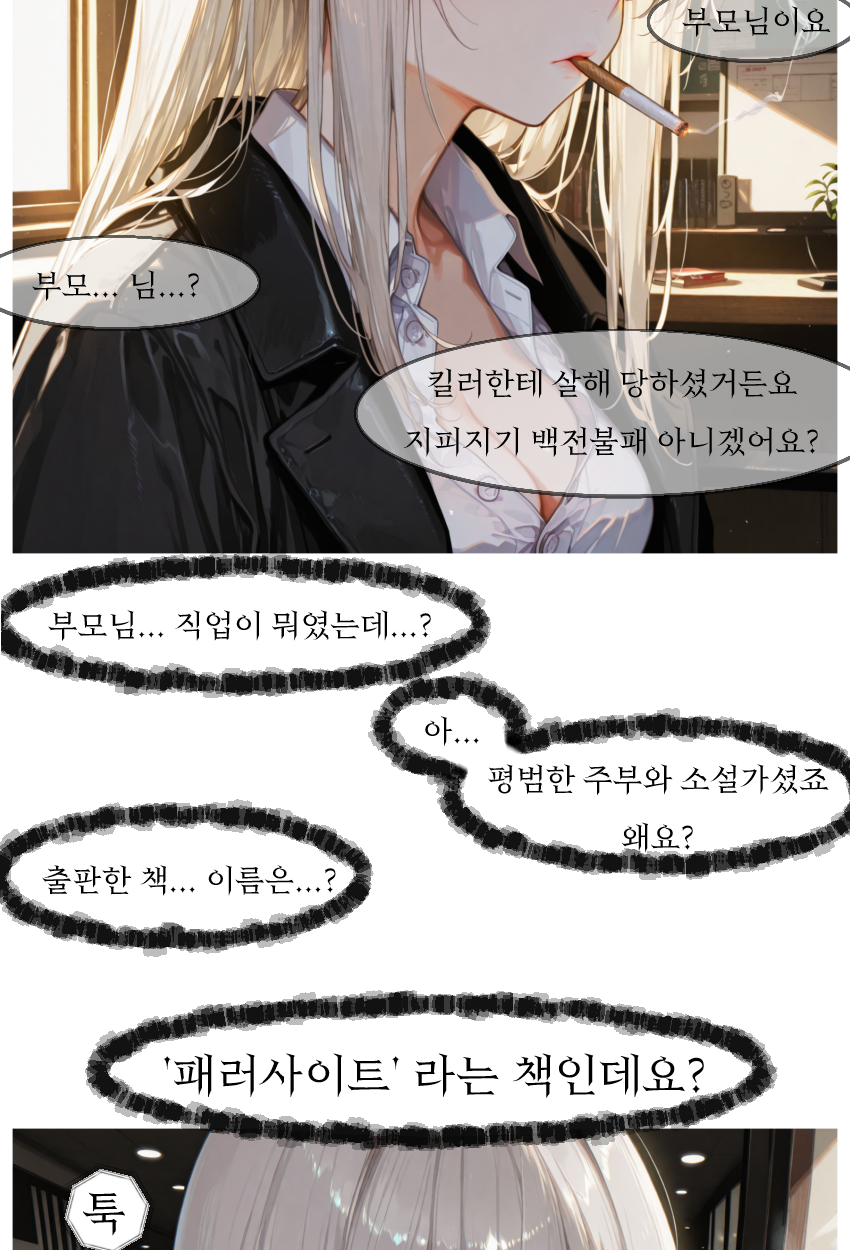 부모님이요
부모... 님...?
킬러한테 살해 당하셨거든요
지피지기 백전불패 아니겠어요?
부모님... 직업이 뭐였는데...?
아...
평범한 주부와 소설가셨죠
왜요?
출판한 책... 이름은...?
'패러사이트' 라는 책인데요?
툭